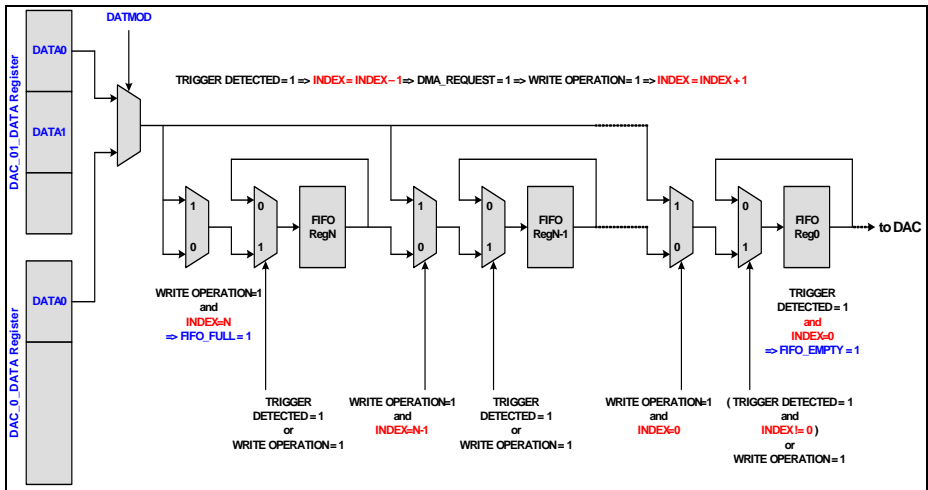 DATMOD
DAC_01_DATA Register
DATA0
DATA1
TRIGGER DETECTED = 1 => INDEX = INDEX – 1 => DMA_REQUEST = 1 => WRITE OPERATION = 1 => INDEX = INDEX + 1
1
0
0
1
FIFO
RegN
1
0
0
1
FIFO
RegN-1
1
0
0
1
FIFO
Reg0
to DAC
DAC_0_DATA Register
DATA0
WRITE OPERATION=1
and
INDEX=N
=> FIFO_FULL = 1
TRIGGER
DETECTED = 1
and
INDEX=0
=> FIFO_EMPTY = 1
TRIGGER
DETECTED = 1
or
WRITE OPERATION = 1
WRITE OPERATION=1
and
INDEX=N-1
TRIGGER
DETECTED = 1
or
WRITE OPERATION = 1
WRITE OPERATION=1
and
INDEX=0
( TRIGGER DETECTED = 1
and
INDEX != 0 )
or
WRITE OPERATION = 1